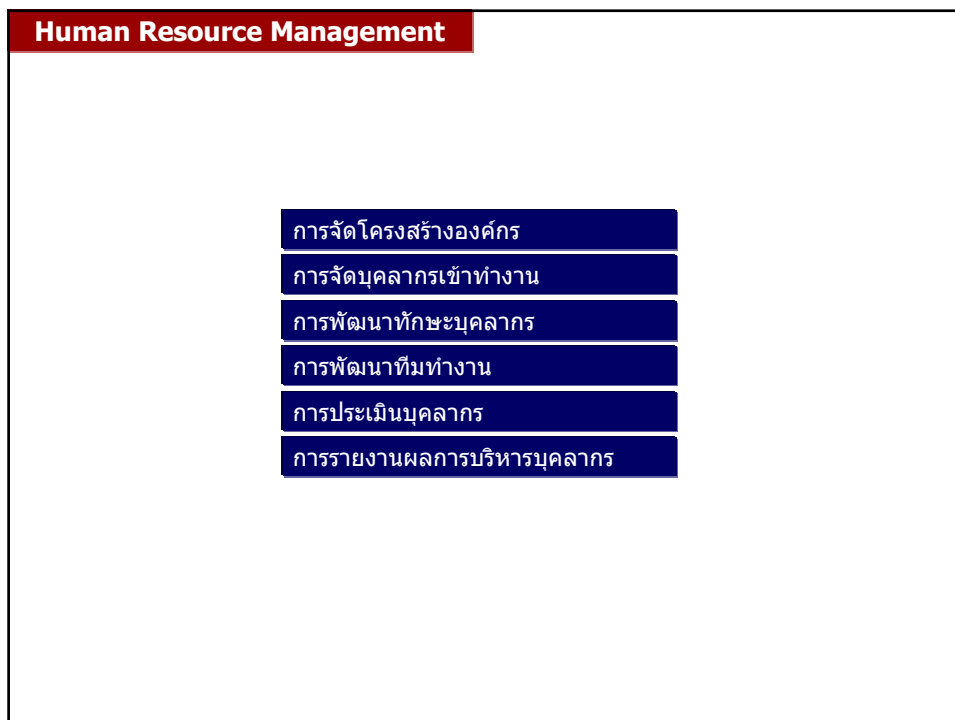 Human Resource Management
การจัดโครงสร้างองค์กร
การจัดบุคลากรเข้าทำงาน
การพัฒนาทักษะบุคลากร
การพัฒนาทีมทำงาน
การประเมินบุคลากร
การรายงานผลการบริหารบุคลากร